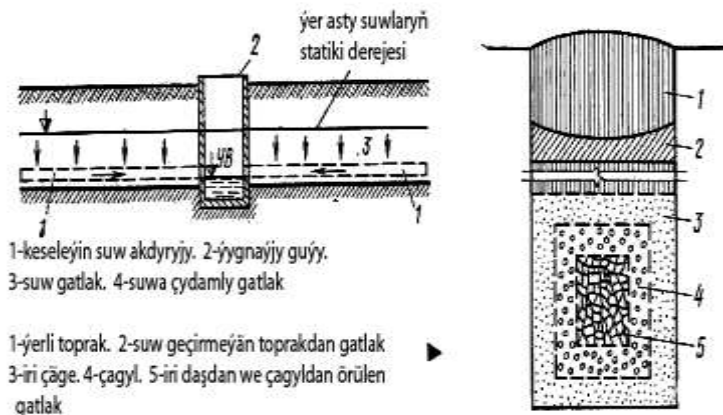 ýer asty suwlaryň
statiki derejesi
2
3
ЧВ
1
1
1-keseleýin suw akdyryjy. 2-ýygnaýjy guýy.
3-suw gatlak. 4-suwa çydamly gatlak
1-ýerli toprak. 2-suw geçirmeýän toprakdan gatlak
3-iri çäge. 4-çagyl. 5-iri daşdan we çagyldan örülen
gatlak
1
2
3
4
5